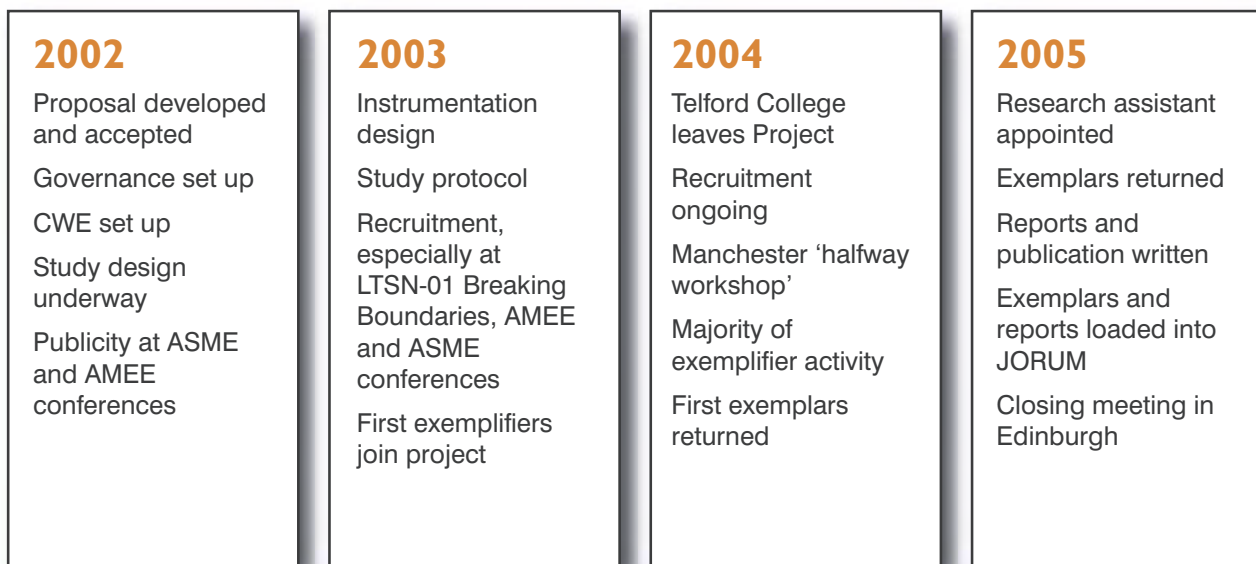 2002
Proposal developed
and accepted
Governance set up
CWE set up
Study design
underway
Publicity at ASME
and AMEE
conferences
2003
Instrumentation
design
Study protocol
Recruitment,
especially at
LTSN-01 Breaking
Boundaries, AMEE
and ASME
conferences
First exemplifiers
join project
2004
Telford College
leaves Project
Recruitment
ongoing
Manchester ‘halfway
workshop’
Majority of
exemplifier activity
First exemplars
returned
2005
Research assistant
appointed
Exemplars returned
Reports and
publication written
Exemplars and
reports loaded into
JORUM
Closing meeting in
Edinburgh